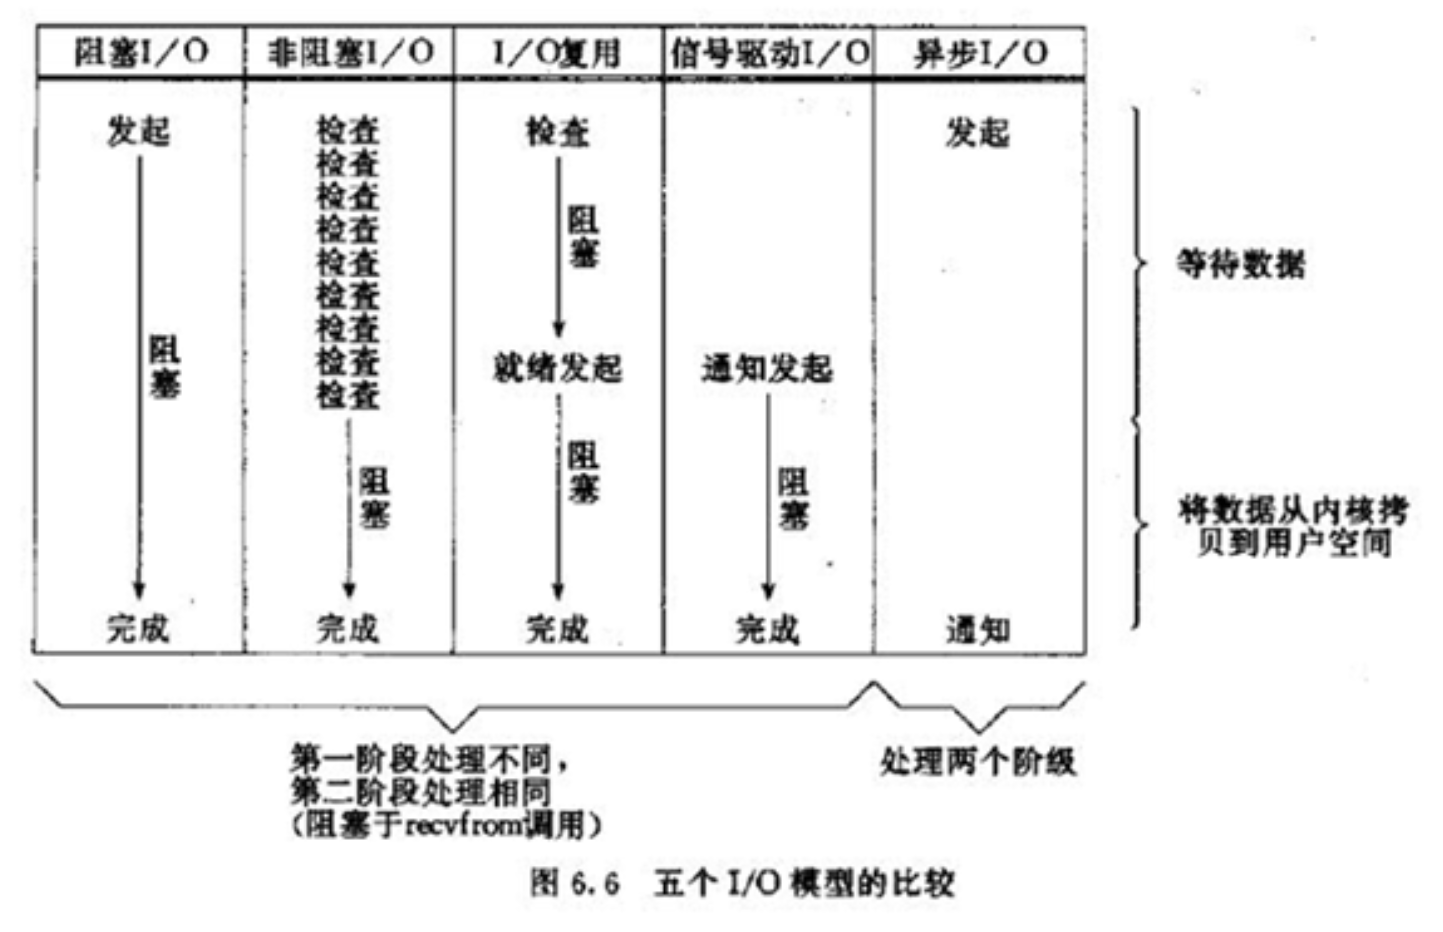 阻塞I/O 非阻塞I/O I/O复用 信号驱动I/O 异步I/O
发起 检查 检查 发起
检查
检查
检查
检查
检查
检查
检查
检查
阻塞
阻塞
就绪发起 通知发起
阻塞
阻塞
阻塞
完成 完成 完成 完成 通知
等待数据
将数据从内核拷
贝到用户空间
第一阶段处理不同，
第二阶段处理相同
(阻塞于recvfrom调用)
处理两个阶级
图 6.6 五个 I/O 模型的比较